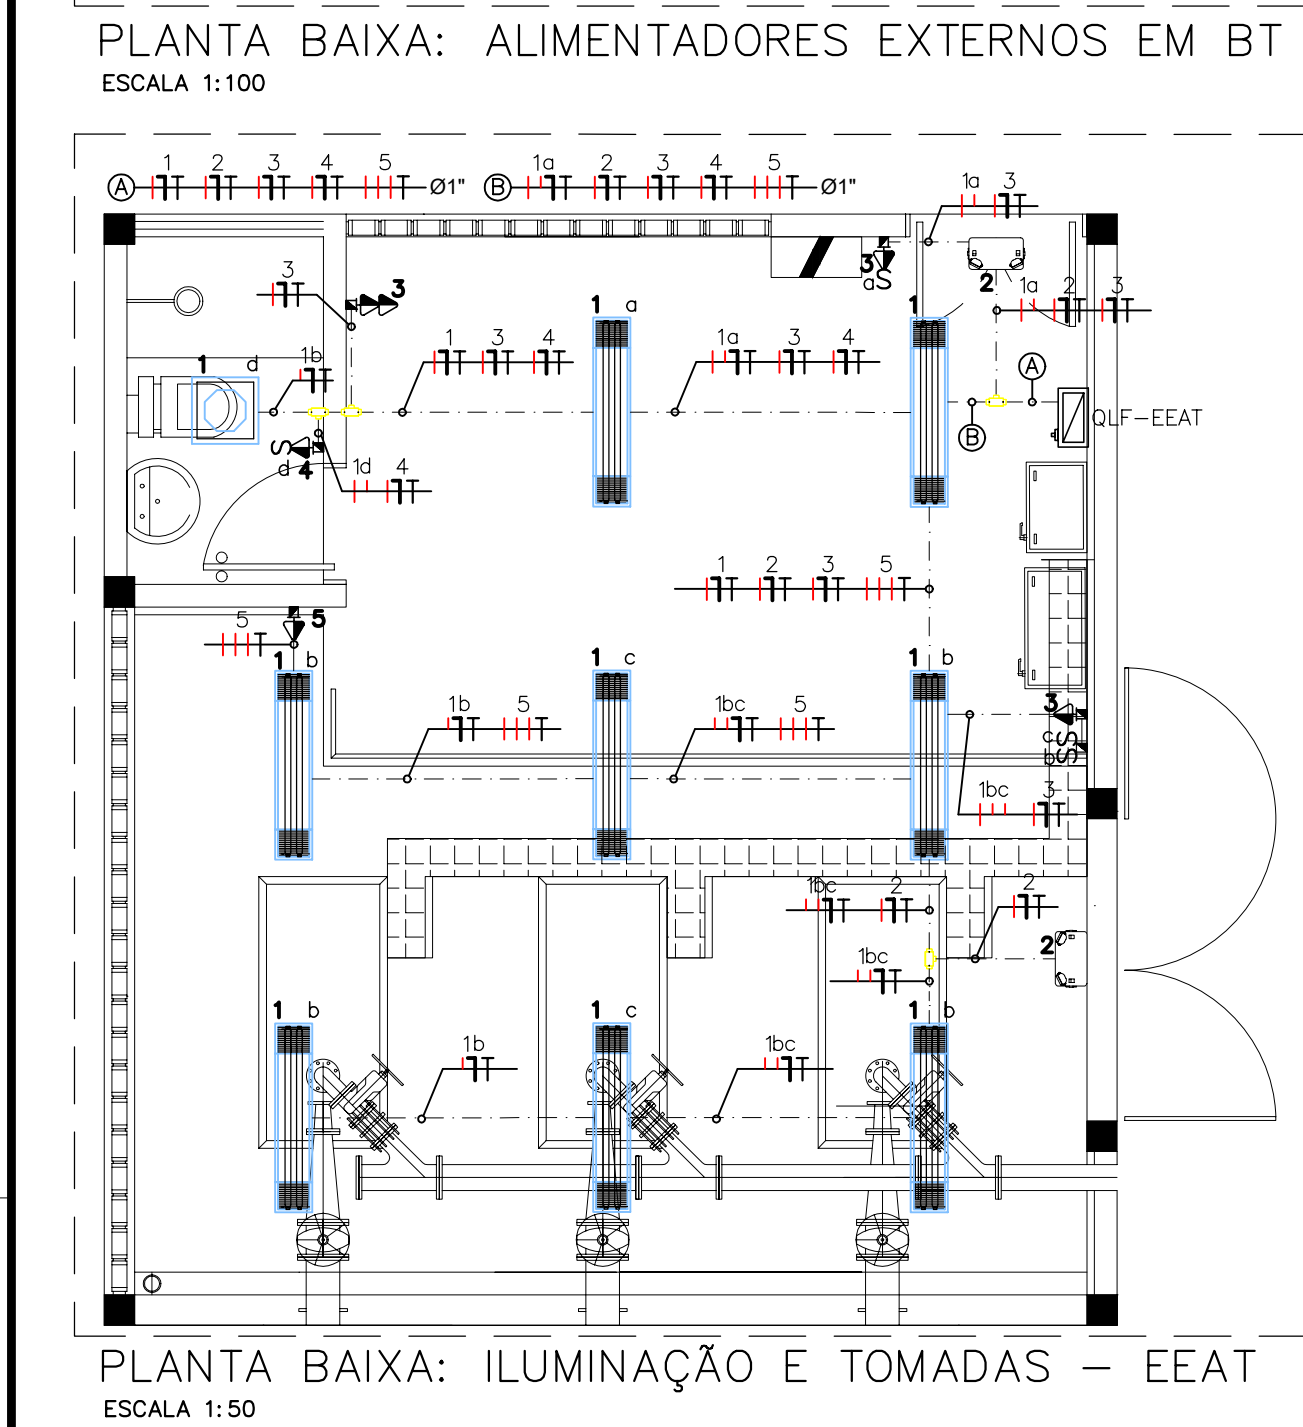 PLANTA BAIXA: ALIMENTADORES EXTERNOS EM BT
ESCALA 1:100
A 1 2 3 4 5 Ø1" B 1a 2 3 4 5 Ø1"
1a 3
3 3 3 aS 2
1a 2 3
1 a 1
1 3 4 1a 3 4
1 d 1b A
QLF-EEAT
B
S d 4
1d 4
1 2 3 5
5 5
1 b 1 c 1 b
1b 5 1bc 5
3
c S
b S
1bc 3
1bc 2 2
1bc 2
1 b 1 c 1 b
1b 1bc
PLANTA BAIXA: ILUMINAÇÃO E TOMADAS - EEAT
ESCALA 1:50